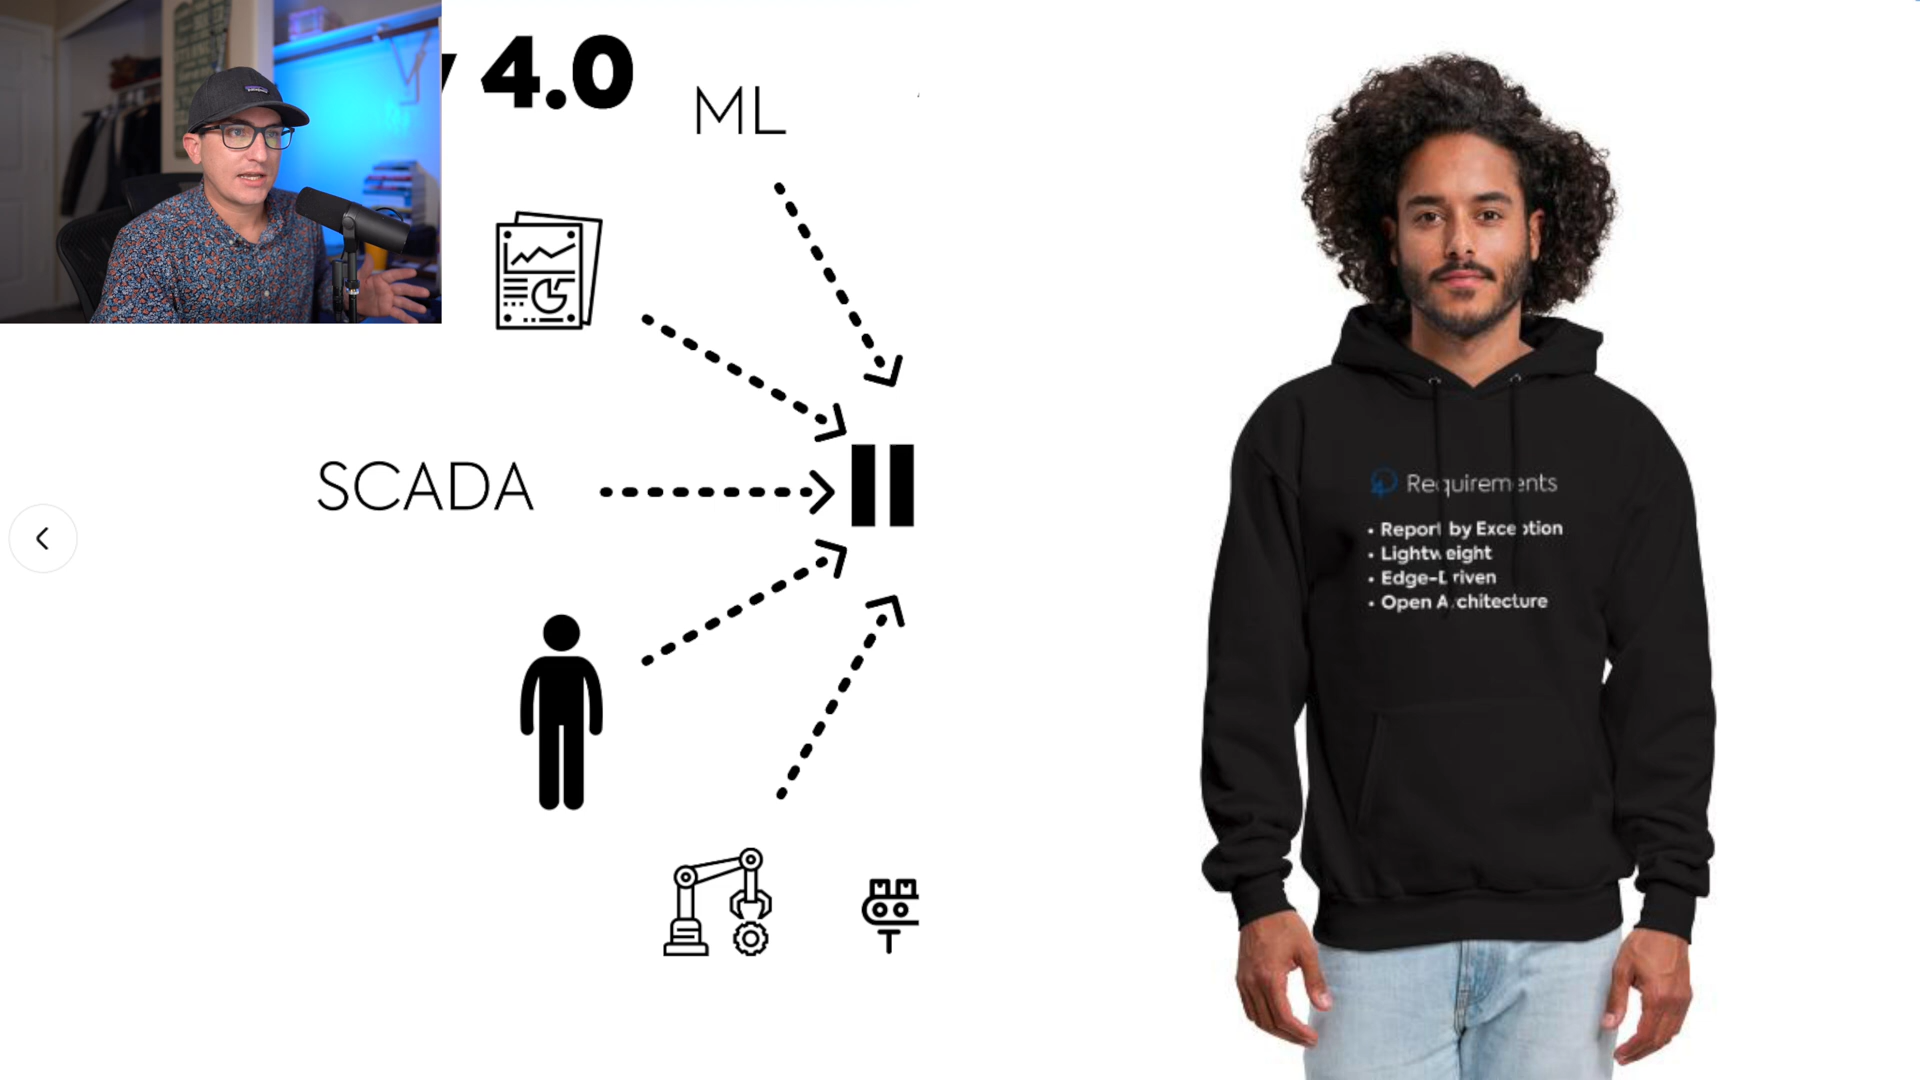 4.0
ML
SCADA
Requirements
• Report by Exception
• Lightweight
• Edge-Driven
• Open Architecture